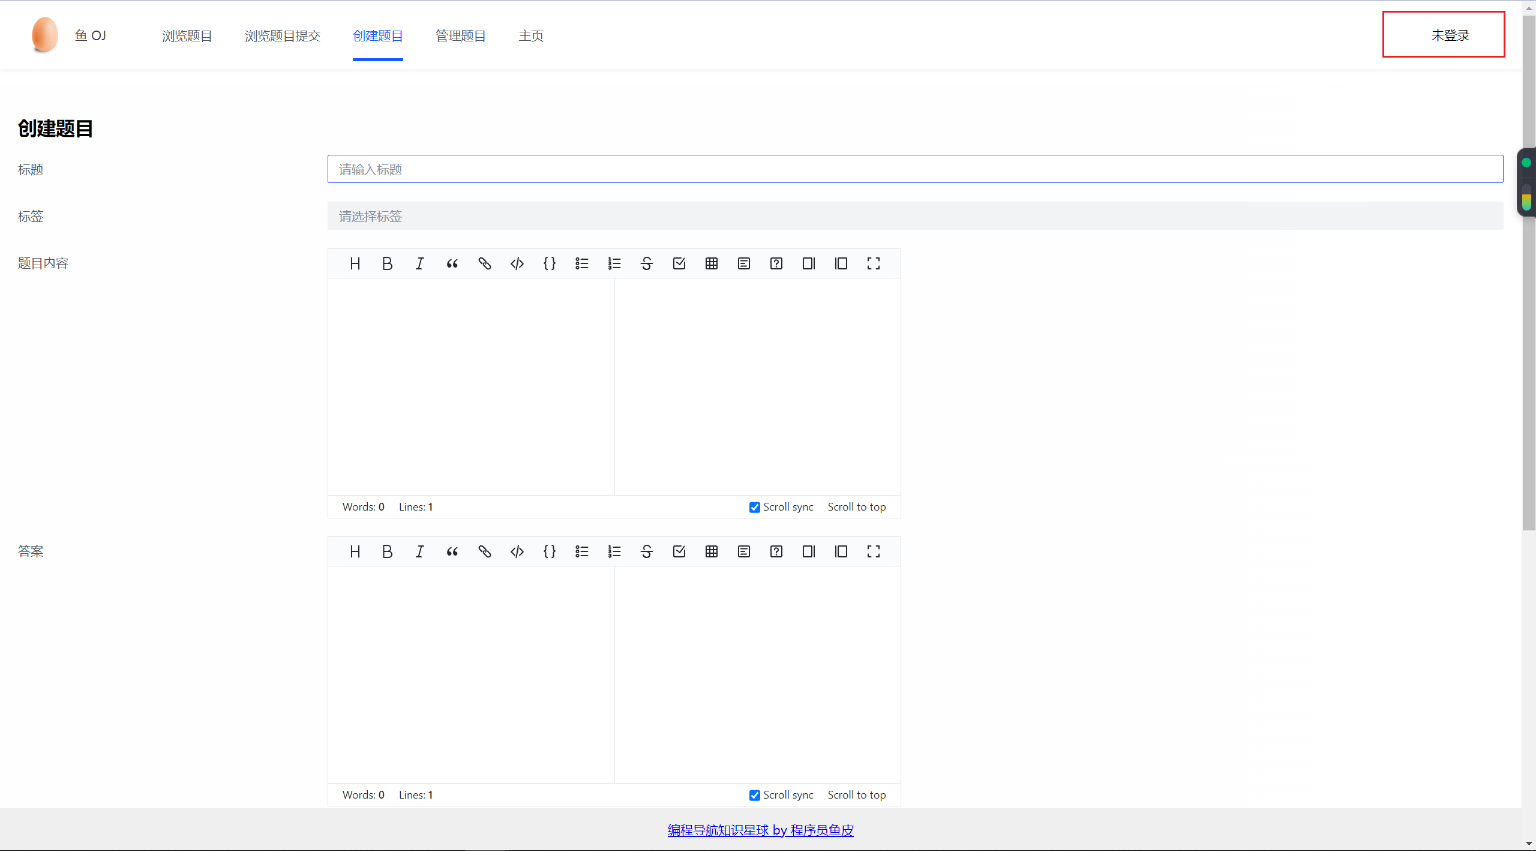 鱼 OJ 浏览题目 浏览题目提交 创建题目 管理题目 主页 未登录
创建题目
标题 请输入标题
标签 请选择标签
题目内容
Words: 0 Lines: 1 Scroll sync Scroll to top
答案
Words: 0 Lines: 1 Scroll sync Scroll to top
编程导航知识星球 by 程序员鱼皮